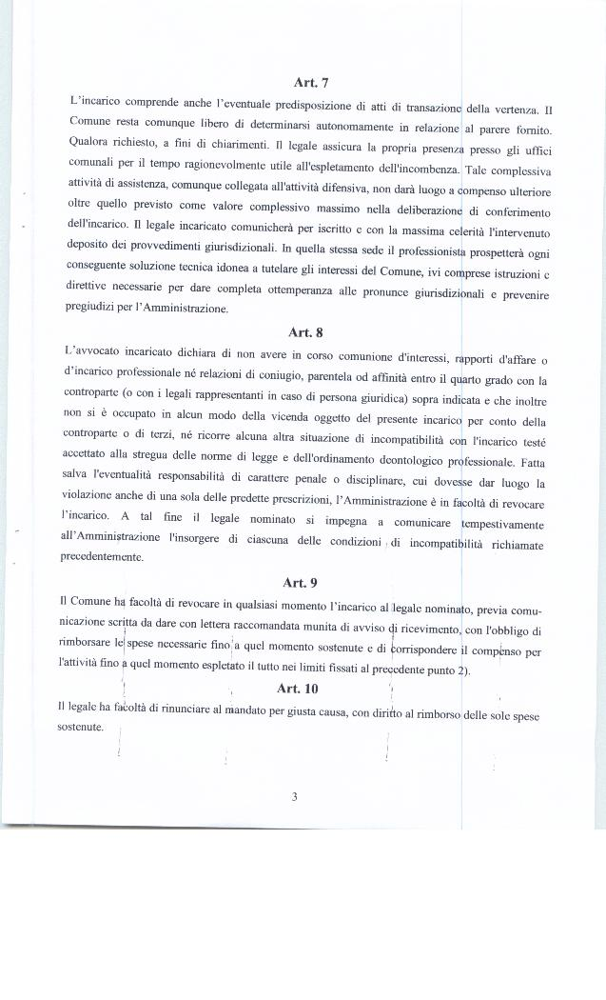 Art. 7
L'incarico comprende anche l'eventuale predisposizione di atti di transazione della vertenza. Il
Comune resta comunque libero di determinarsi autonomamente in relazione al parere fornito.
Qualora richiesto, a fini di chiarimenti. Il legale assicura la propria presenza presso gli uffici
comunali per il tempo ragionevolmente utile all'espletamento dell'incombenza. Tale complessiva
attività di assistenza, comunque collegata all'attività difensiva, non darà luogo a compenso ulteriore
oltre quello previsto come valore complessivo massimo nella deliberazione di conferimento
dell'incarico. Il legale incaricato comunicherà per iscritto e con la massima celerità l'intervenuto
deposito dei provvedimenti giurisdizionali. In quella stessa sede il professionista prospetterà ogni
conseguente soluzione tecnica idonea a tutelare gli interessi del Comune, ivi comprese istruzioni e
direttive necessarie per dare completa ottemperanza alle pronunce giurisdizionali e prevenire
pregiudizi per l'Amministrazione.
Art. 8
L'avvocato incaricato dichiara di non avere in corso comunione d'interessi, rapporti d'affare o
d'incarico professionale né relazioni di coniugio, parentela od affinità entro il quarto grado con la
controparte (o con i legali rappresentanti in caso di persona giuridica) sopra indicata e che inoltre
non si è occupato in alcun modo della vicenda oggetto del presente incarico per conto della
controparte o di terzi, né ricorre alcuna altra situazione di incompatibilità con l'incarico testé
accettato alla stregua delle norme di legge e dell'ordinamento deontologico professionale. Fatta
salva l'eventualità responsabilità di carattere penale o disciplinare, cui dovesse dar luogo la
violazione anche di una sola delle predette prescrizioni, l'Amministrazione è in facoltà di revocare
l'incarico. A tal fine il legale nominato si impegna a comunicare tempestivamente
all'Amministrazione l'insorgere di ciascuna delle condizioni di incompatibilità richiamate
precedentemente.
Art. 9
Il Comune ha facoltà di revocare in qualsiasi momento l'incarico al legale nominato, previa comu-
nicazione scritta da dare con lettera raccomandata munita di avviso di ricevimento, con l'obbligo di
rimborsare le spese necessarie fino a quel momento sostenute e di corrispondere il compenso per
l'attività fino a quel momento espletato il tutto nei limiti fissati al precedente punto 2).
Art. 10
Il legale ha facoltà di rinunciare al mandato per giusta causa, con diritto al rimborso delle sole spese
sostenute.
3